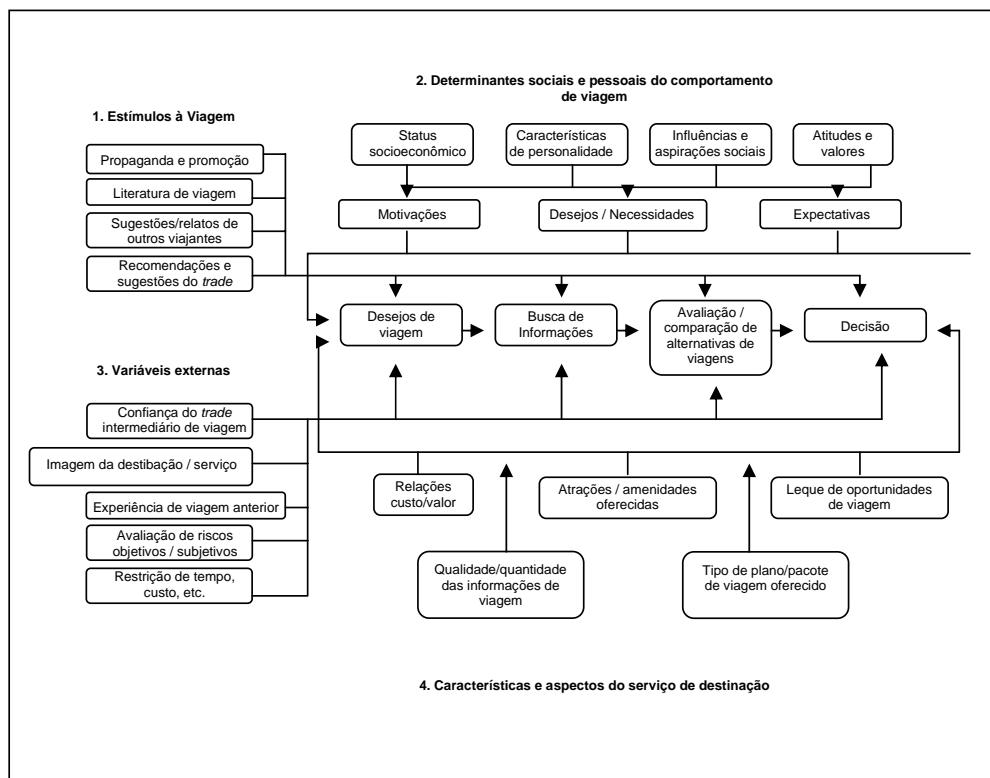 2. Determinantes sociais e pessoais do comportamento
de viagem
1. Estímulos à Viagem
Propaganda e promoção
Literatura de viagem
Sugestões/relatos de
outros viajantes
Recomendações e
sugestões do trade
Status
socioeconômico
Características
de personalidade
Influências e
aspirações sociais
Atitudes e
valores
Motivações
Desejos / Necessidades
Expectativas
Desejos de
viagem
Busca de
Informações
Avaliação /
comparação de
alternativas de
viagens
Decisão
3. Variáveis externas
Confiança do trade
intermediário de viagem
Imagem da destibação / serviço
Experiência de viagem anterior
Avaliação de riscos
objetivos / subjetivos
Restrição de tempo,
custo, etc.
Relações
custo/valor
Atrações / amenidades
oferecidas
Leque de oportunidades
de viagem
Qualidade/quantidade
das informações de
viagem
Tipo de plano/pacote
de viagem oferecido
4. Características e aspectos do serviço de destinação